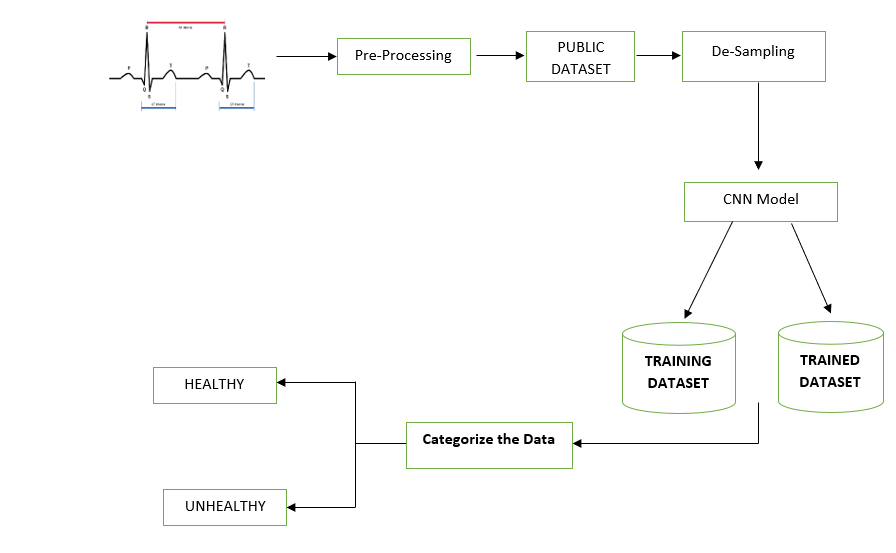 R R
P T P T
Q Q
S S
Pre-Processing
PUBLIC
DATASET
De-Sampling
CNN Model
TRAINING
DATASET
TRAINED
DATASET
HEALTHY
Categorize the Data
UNHEALTHY